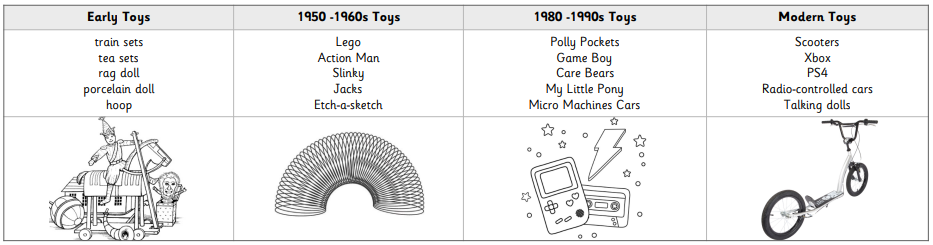 Early Toys
train sets
tea sets
rag doll
porcelain doll
hoop
1950 -1960s Toys
Lego
Action Man
Slinky
Jacks
Etch-a-sketch
1980 -1990s Toys
Polly Pockets
Game Boy
Care Bears
My Little Pony
Micro Machines Cars
Modern Toys
Scooters
Xbox
PS4
Radio-controlled cars
Talking dolls